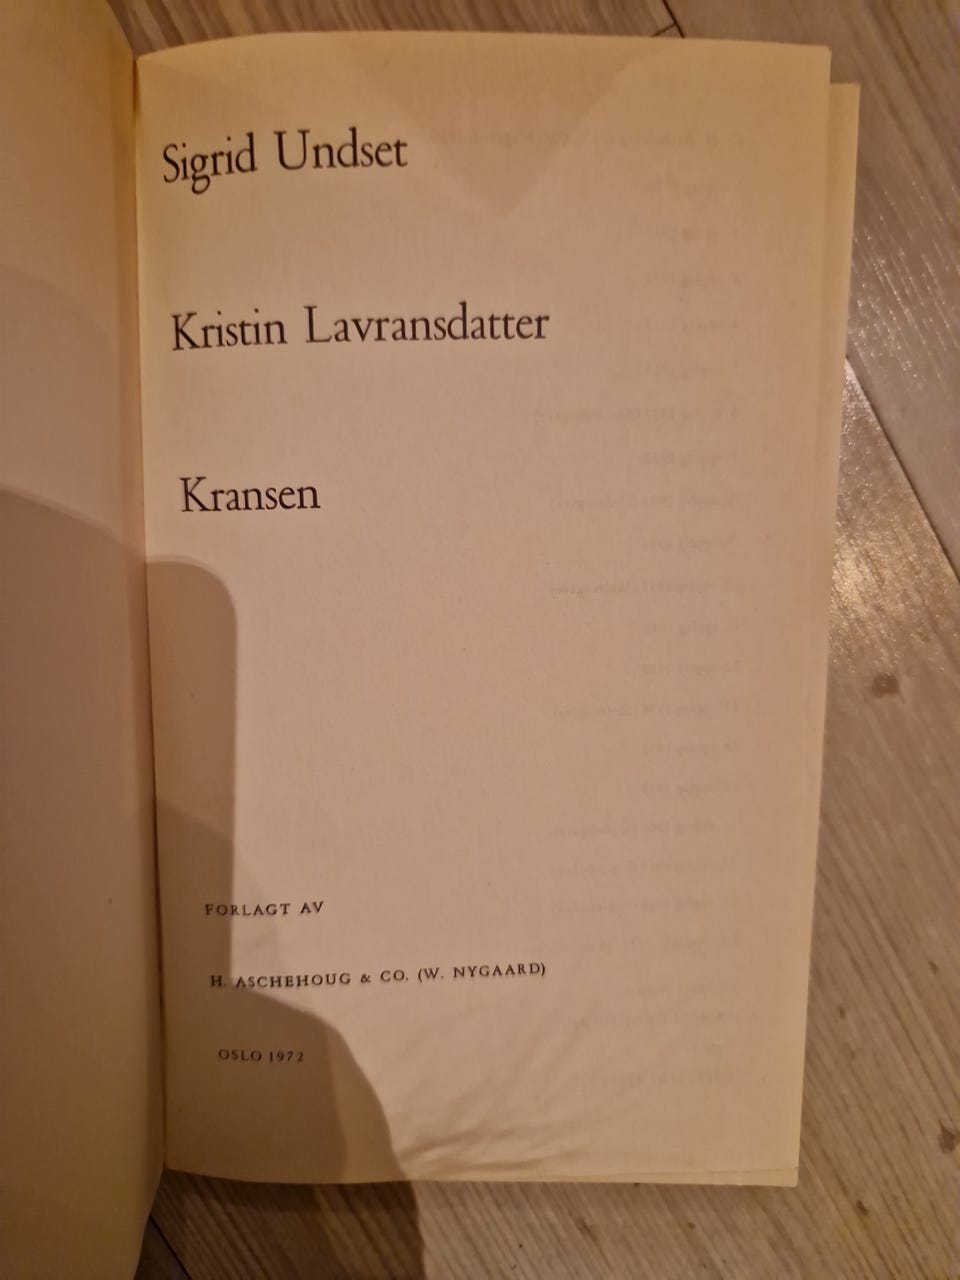 Sigrid Undset
Kristin Lavransdatter
Kransen
FORLAGT AV
H. ASCHEHOUG & CO. (W. NYGAARD)
OSLO 1972